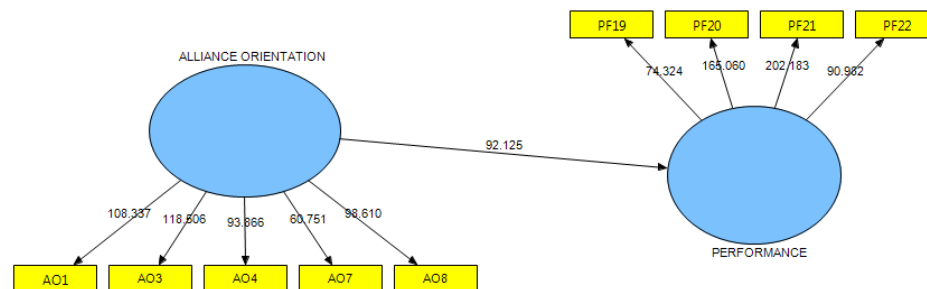 PF19 PF20 PF21 PF22
ALLIANCE ORIENTATION
74.324 165.060 202.183 90.982
92.125
108.337 118.506 93.866 60.751 98.610
PERFORMANCE
AO1 AO3 AO4 AO7 AO8